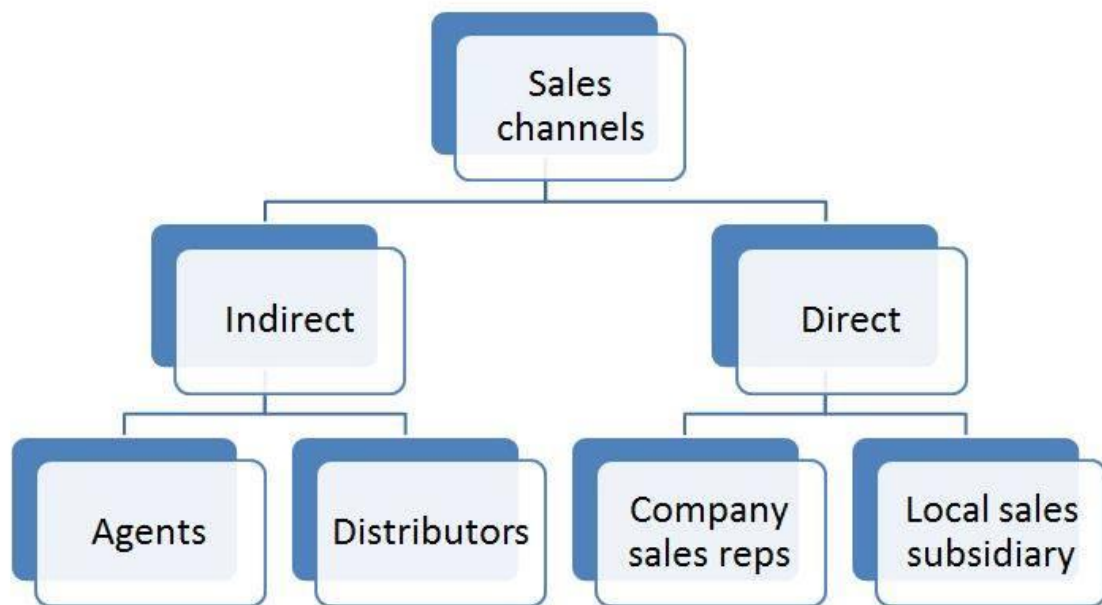 Sales
channels
Indirect
Direct
Agents
Distributors
Company
sales reps
Local sales
subsidiary